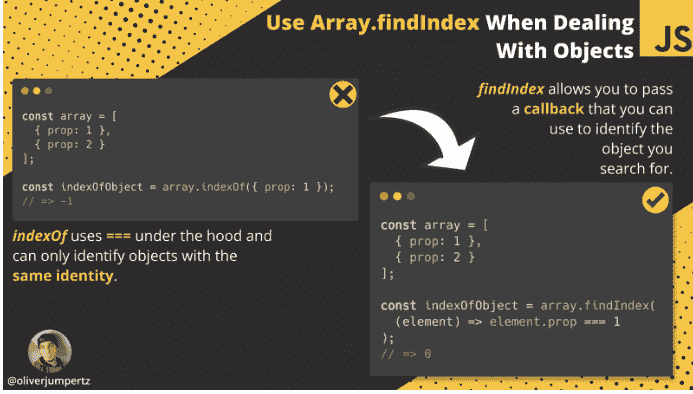 Use Array.findIndex When Dealing
With Objects
JS
const array = [
{ prop: 1 },
{ prop: 2 }
];
const indexOfObject = array.indexOf({ prop: 1 });
// => -1
indexOf uses === under the hood and
can only identify objects with the
same identity.
findIndex allows you to pass
a callback that you can
use to identify the
object you
search for.
const array = [
{ prop: 1 },
{ prop: 2 }
];
const indexOfObject = array.findIndex(
(element) => element.prop === 1
);
// => 0
@oliverjumpertz